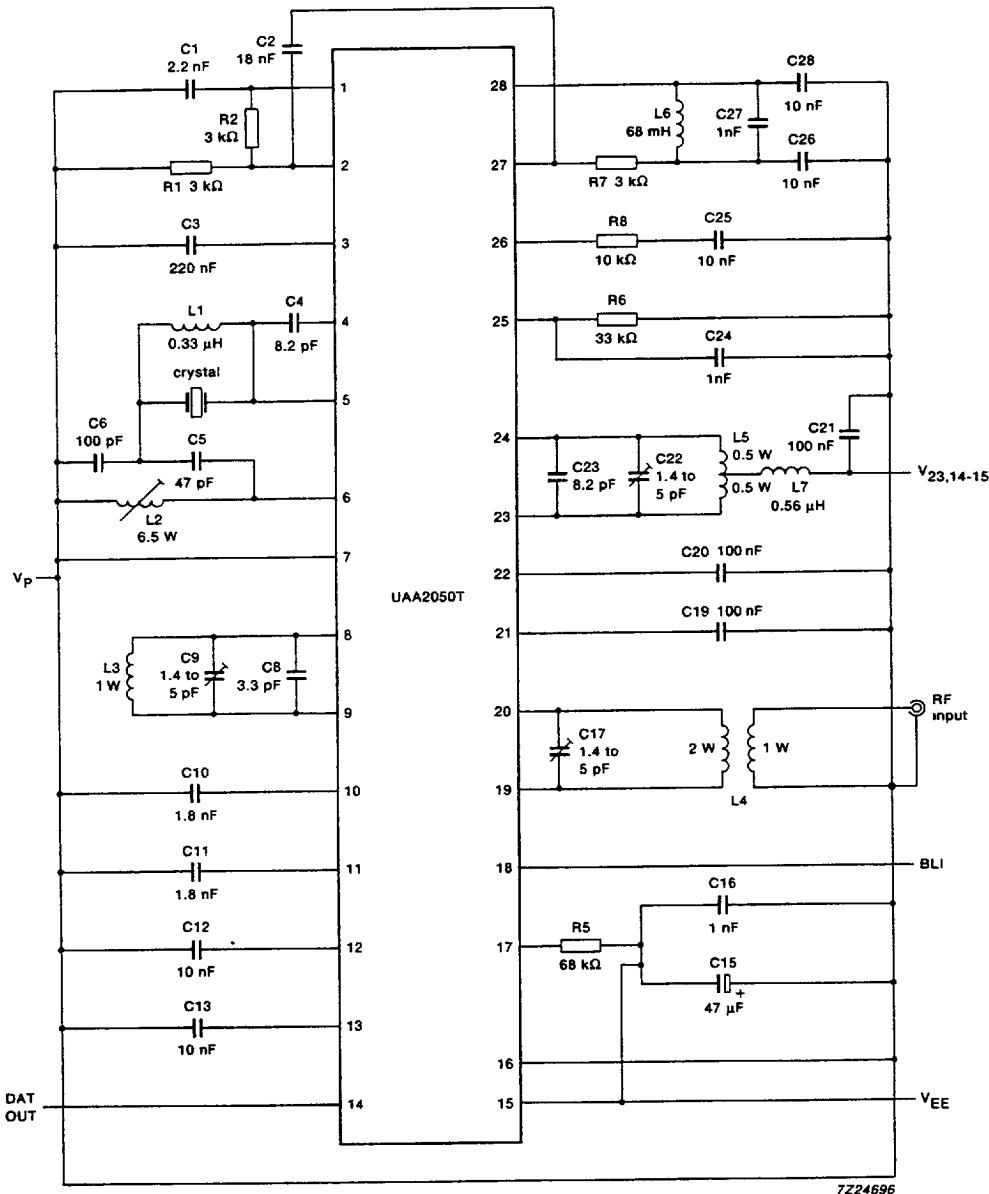 C1
2.2 nF
C2
18 nF
1
R2
3 kΩ
2
R1 3 kΩ
C3
220 nF
3
L1
0.33 µH
C4
8.2 pF
4
crystal
5
C6
100 pF
C5
47 pF
6
L2
6.5 W
7
VP
8
L3
1 W
C9
1.4 to
5 pF
C8
3.3 pF
9
C10
1.8 nF
10
C11
1.8 nF
11
C12
10 nF
12
C13
10 nF
13
DAT
OUT
14
UAA2050T
28
C28
10 nF
L6
68 mH
C27
1nF
C26
10 nF
27
R7 3 kΩ
26
R8
10 kΩ
C25
10 nF
25
R6
33 kΩ
C24
1nF
24
C23
8.2 pF
C22
1.4 to
5 pF
L5
0.5 W
0.5 W
L7
0.56 µH
C21
100 nF
V23,14-15
23
C20 100 nF
22
C19 100 nF
21
20
C17
1.4 to
5 pF
2 W
1 W
L4
RF
input
19
18
BLI
C16
1 nF
17
R5
68 kΩ
C15
+
47 µF
16
15
VEE
7Z24696